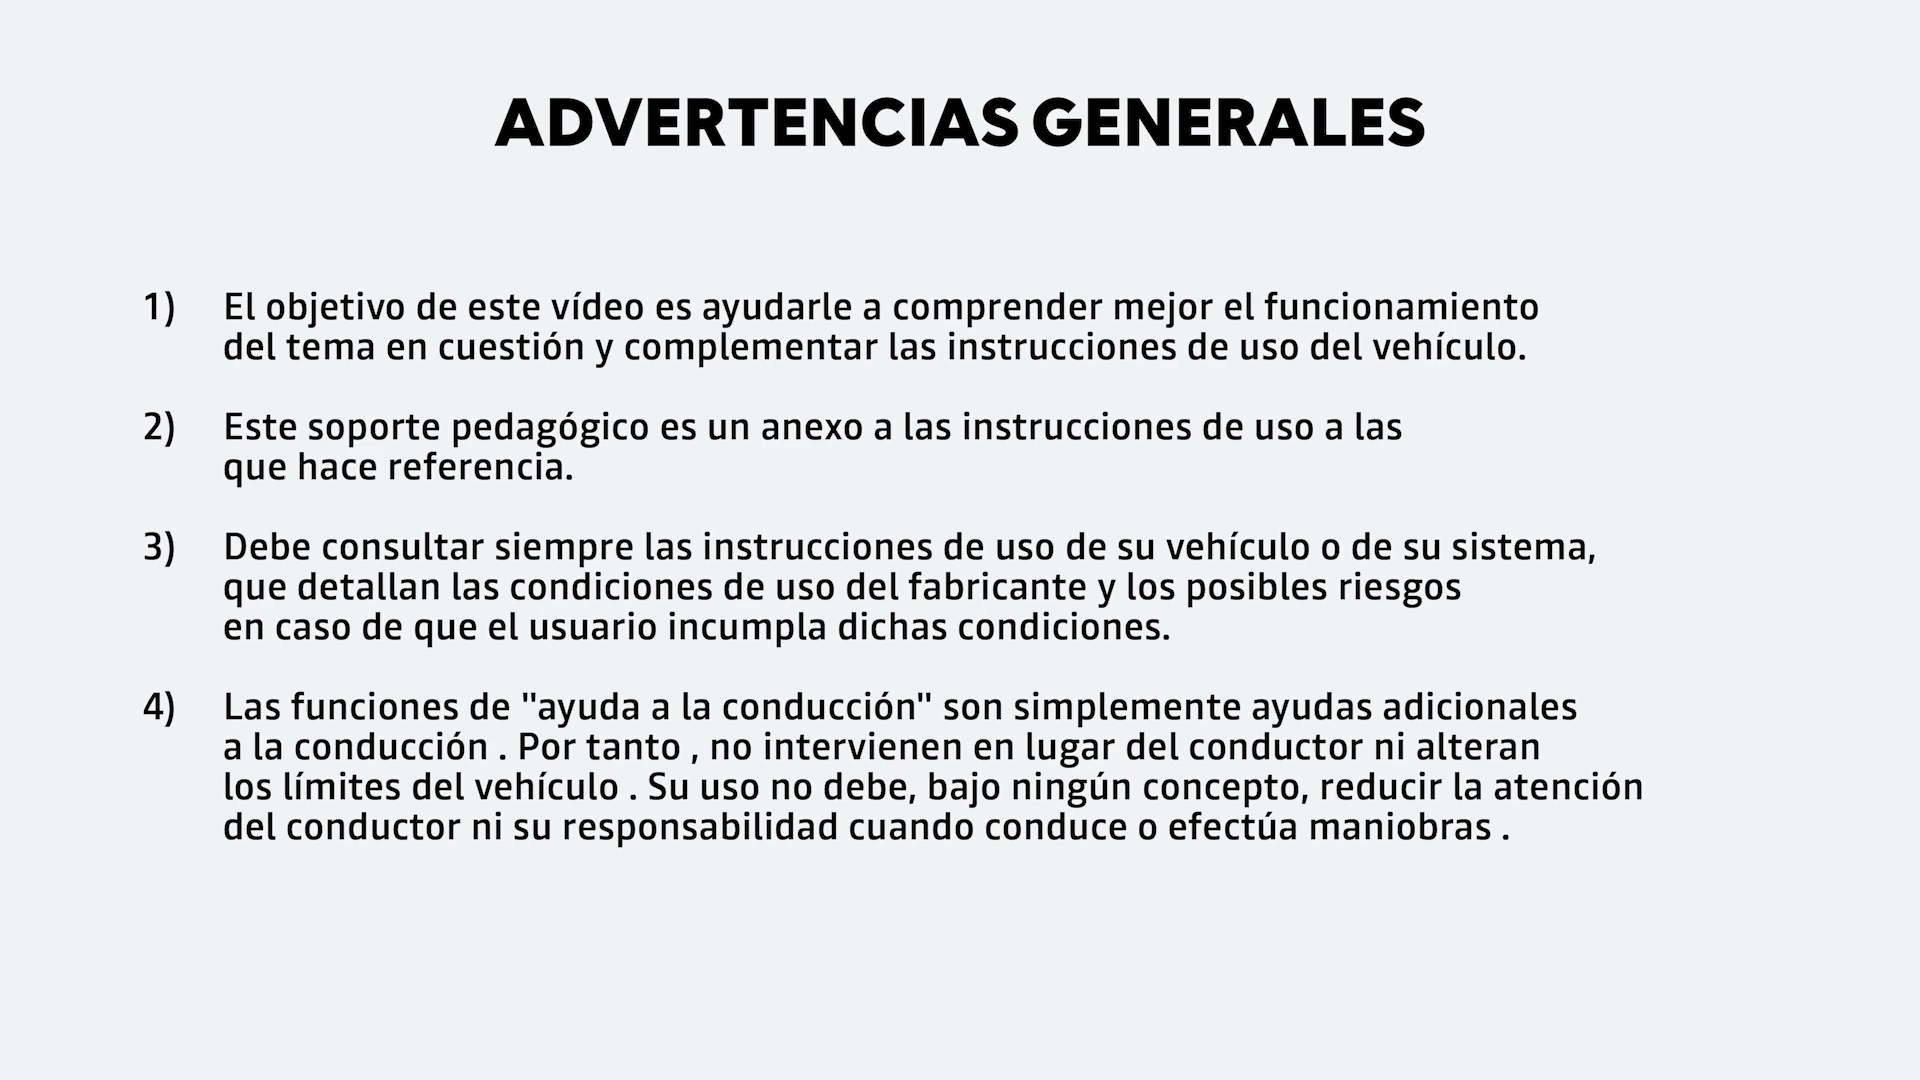 ADVERTENCIAS GENERALES
1) El objetivo de este vídeo es ayudarle a comprender mejor el funcionamiento
del tema en cuestión y complementar las instrucciones de uso del vehículo.
2) Este soporte pedagógico es un anexo a las instrucciones de uso a las
que hace referencia.
3) Debe consultar siempre las instrucciones de uso de su vehículo o de su sistema,
que detallan las condiciones de uso del fabricante y los posibles riesgos
en caso de que el usuario incumpla dichas condiciones.
4) Las funciones de "ayuda a la conducción" son simplemente ayudas adicionales
a la conducción . Por tanto , no intervienen en lugar del conductor ni alteran
los límites del vehículo . Su uso no debe, bajo ningún concepto, reducir la atención
del conductor ni su responsabilidad cuando conduce o efectúa maniobras .